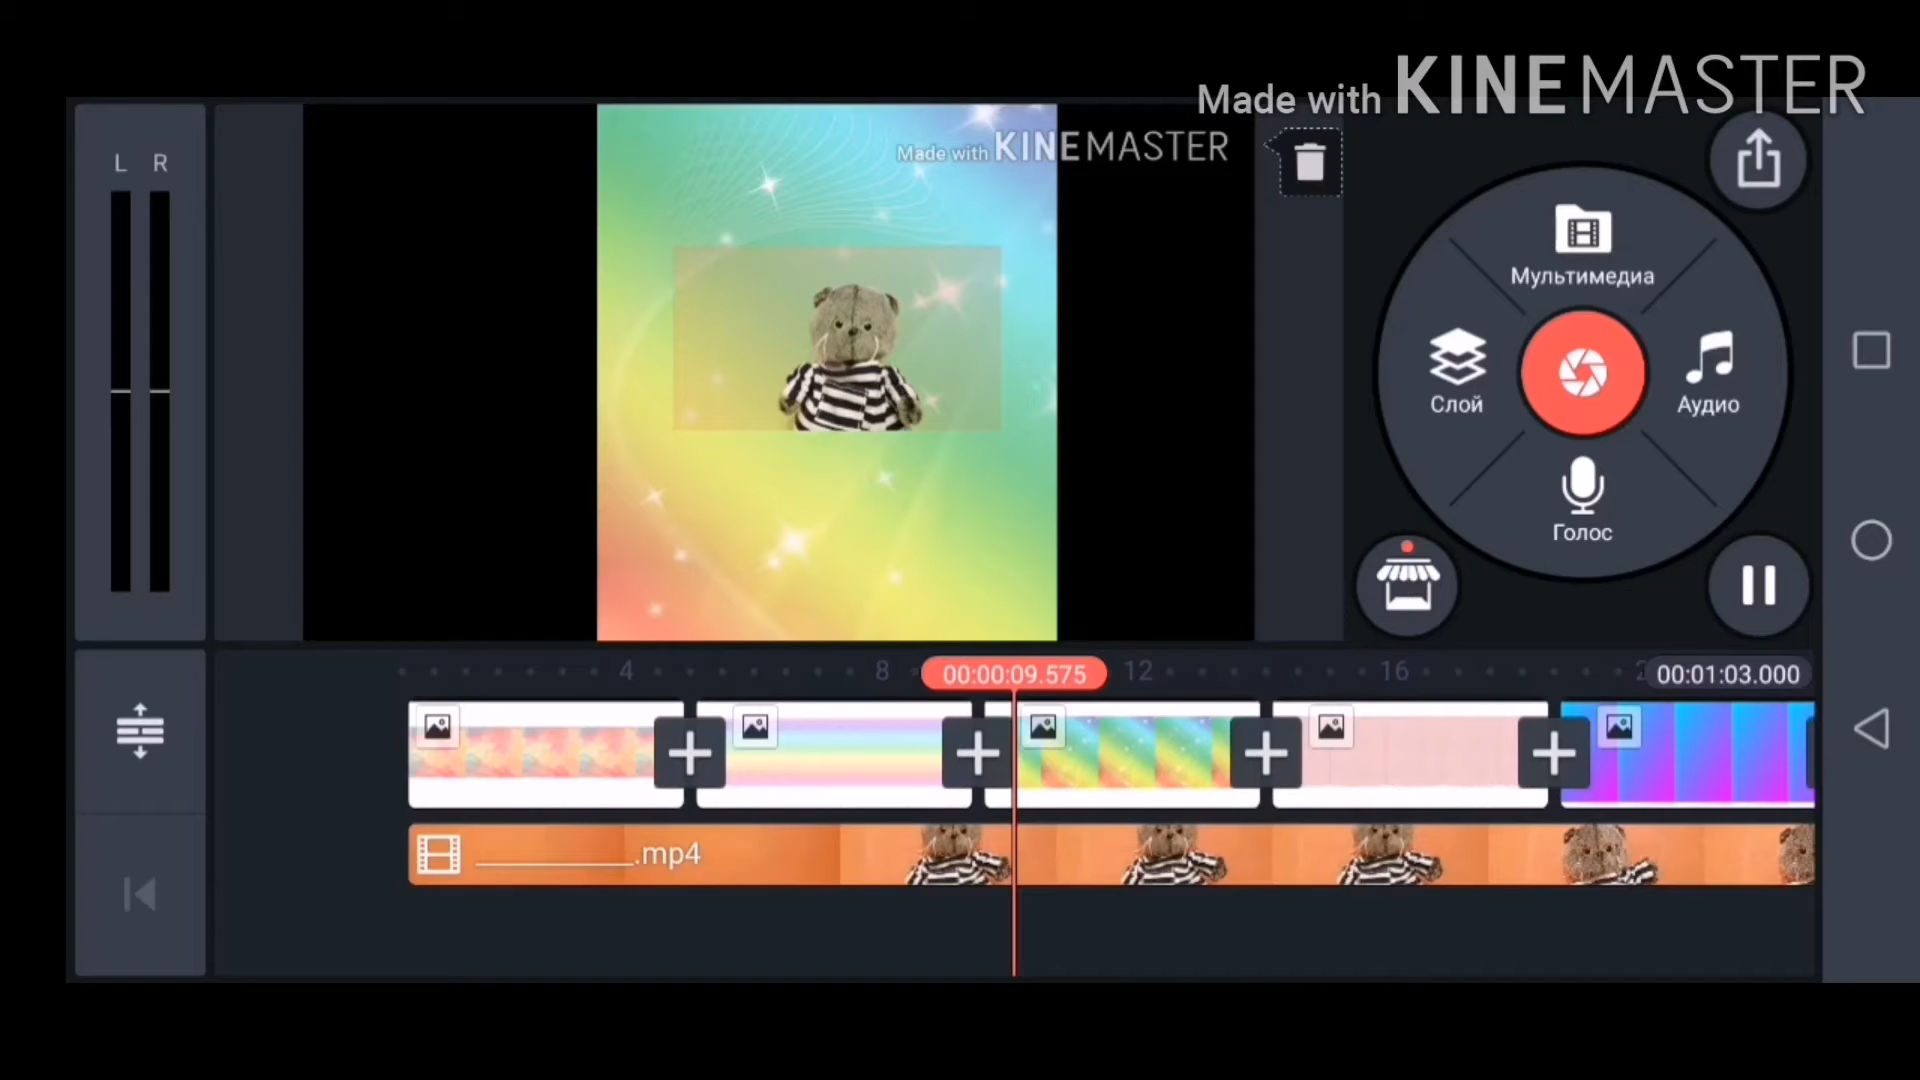 Made with KINEMASTER
L R
Made with KINEMASTER
Мультимедиа
Слой
Аудио
Голос
4 8 00:00:09.575 12 16 00:01:03.000
.mp4